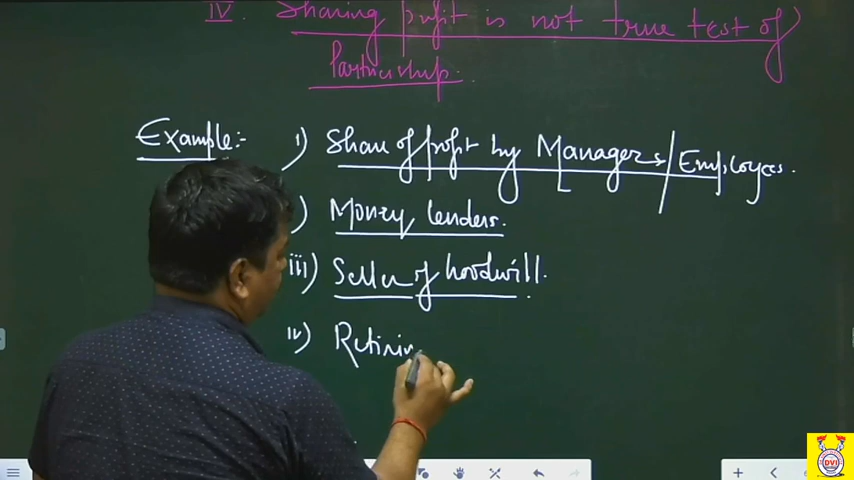 IV. Sharing profit is not true test of
Partnership.
Example:- i) Share of profit by Managers/Employees.
) Money lenders.
iii) Seller of Goodwill.
iv) Retirin
DVI